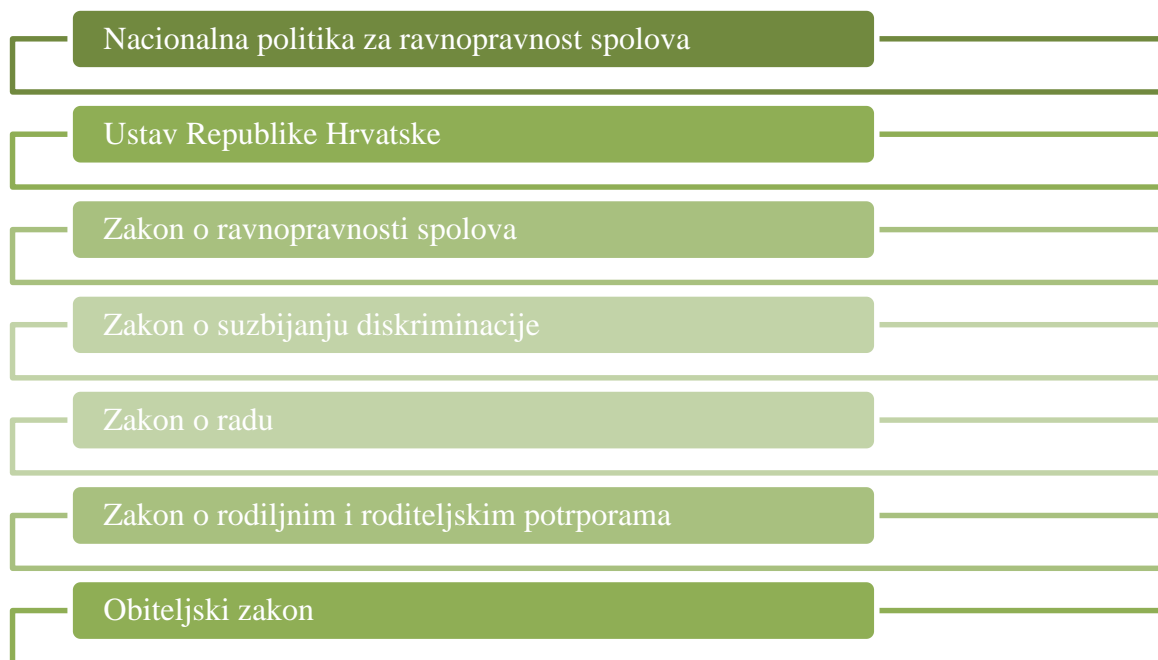 Nacionalna politika za ravnopravnost spolova
Ustav Republike Hrvatske
Zakon o ravnopravnosti spolova
Zakon o suzbijanju diskriminacije
Zakon o radu
Zakon o rodiljnim i roditeljskim potrporama
Obiteljski zakon